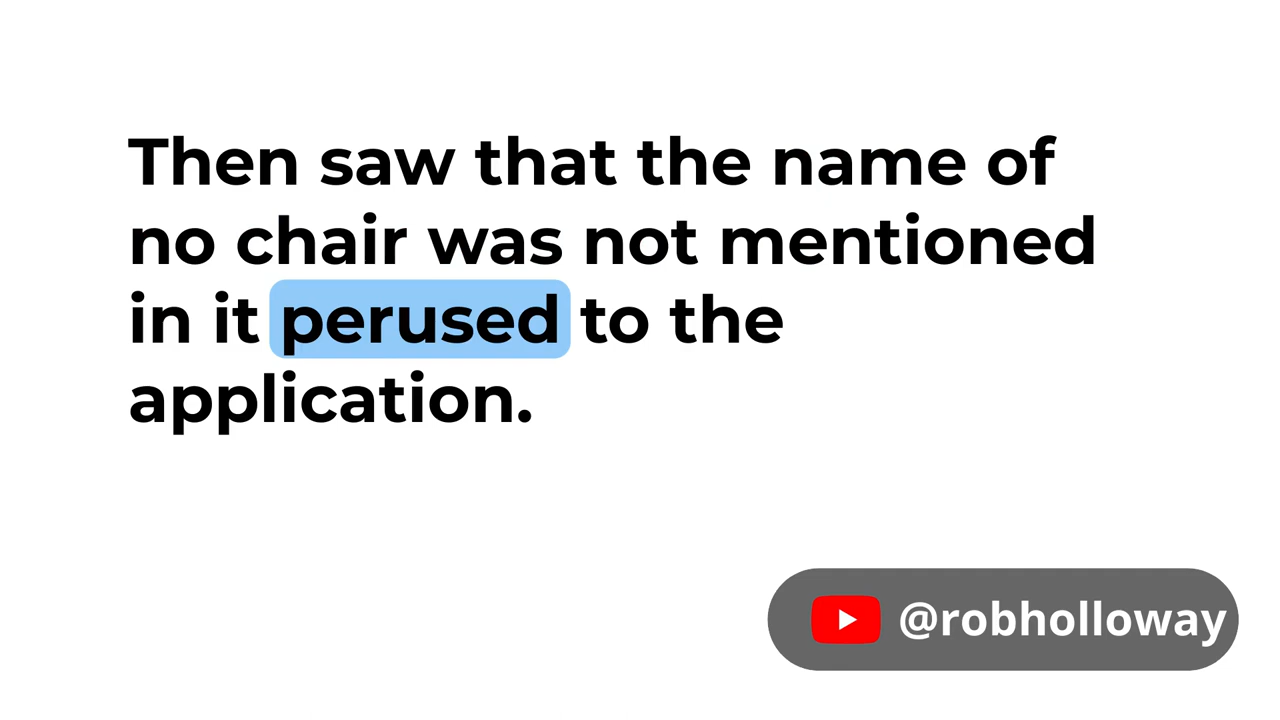 Then saw that the name of
no chair was not mentioned
in it perused to the
application.
@robholloway